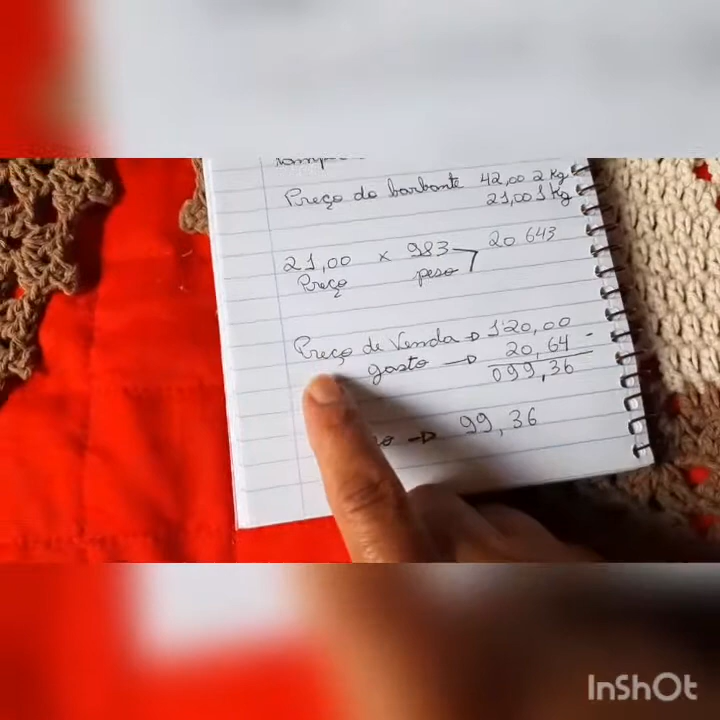 Preço do barbante 42,00 2 Kg
21,00 1 Kg
21,00 x 983 20 643
Preço peso
Preço de Venda → 120,00
gasto → 20,64 -
099,36
→ 99,36
InShOt